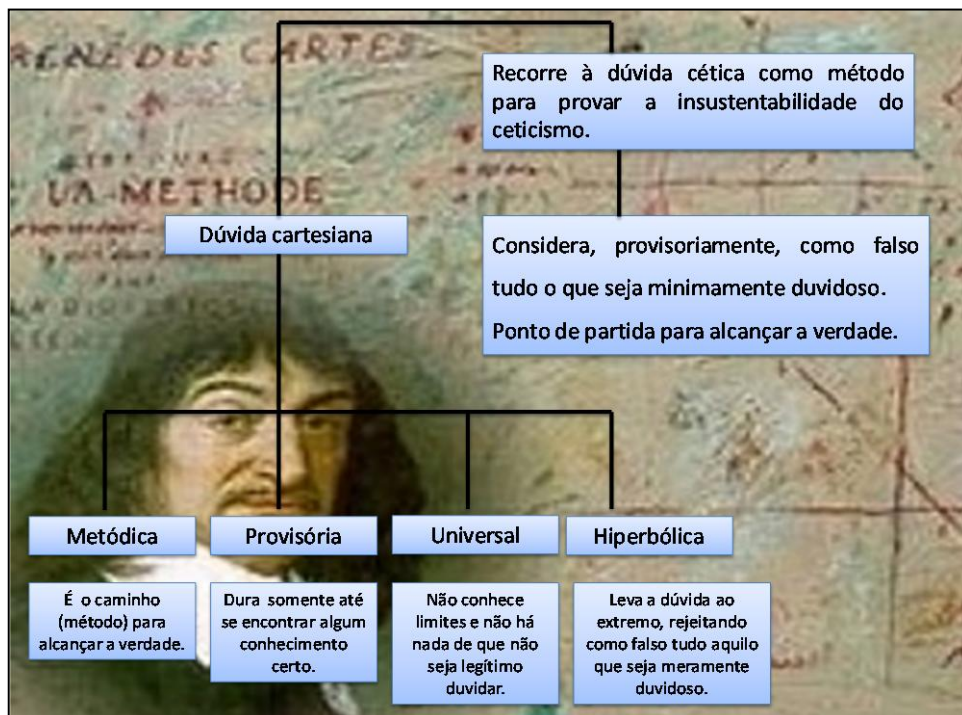 RENE DES CARTES
LA METHODE
Recorre à dúvida cética como método
para provar a insustentabilidade do
ceticismo.
Dúvida cartesiana
Considera, provisoriamente, como falso
tudo o que seja minimamente duvidoso.
Ponto de partida para alcançar a verdade.
Metódica
Provisória
Universal
Hiperbólica
É o caminho
(método) para
alcançar a verdade.
Dura somente até
se encontrar algum
conhecimento
certo.
Não conhece
limites e não há
nada de que não
seja legítimo
duvidar.
Leva a dúvida ao
extremo, rejeitando
como falso tudo aquilo
que seja meramente
duvidoso.